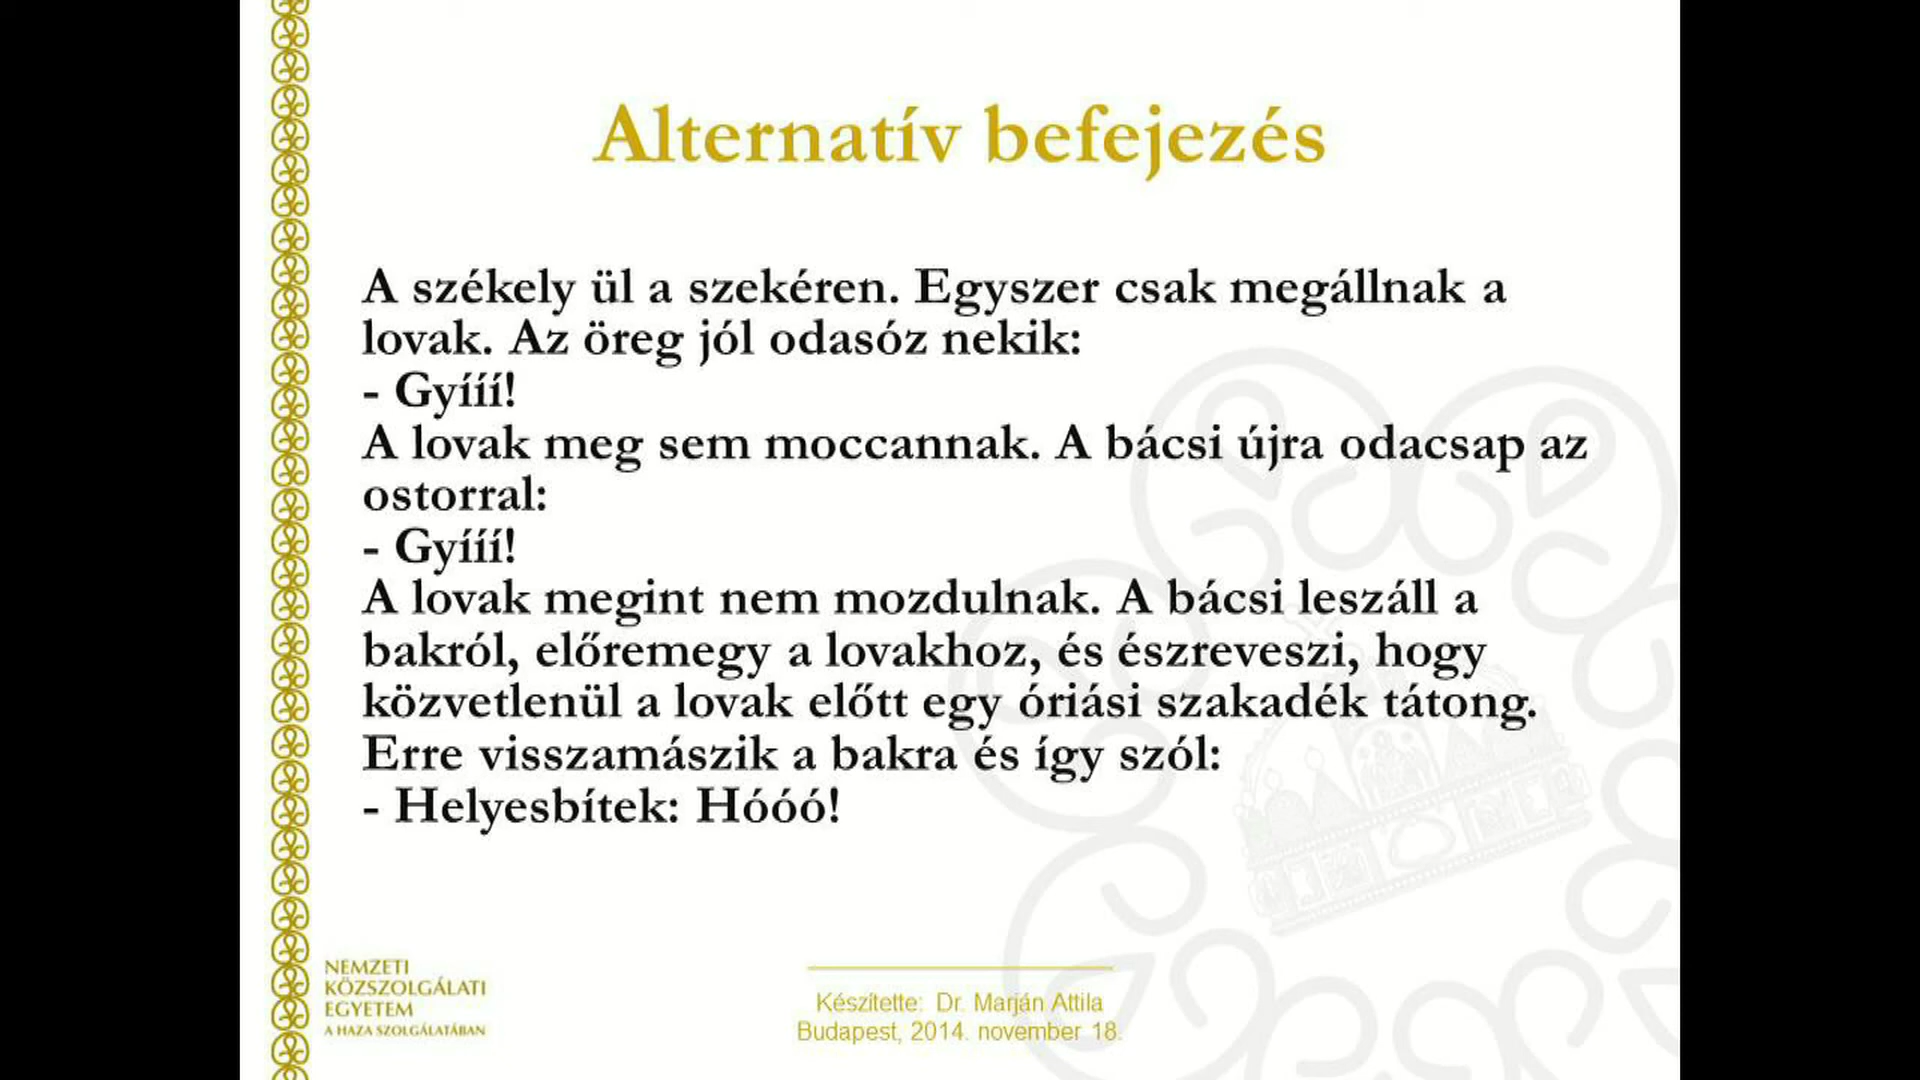 Alternatív befejezés
A székely ül a szekéren. Egyszer csak megállnak a
lovak. Az öreg jól odasóz nekik:
- Gyííí!
A lovak meg sem moccannak. A bácsi újra odacsap az
ostorral:
- Gyííí!
A lovak megint nem mozdulnak. A bácsi leszáll a
bakról, előremegy a lovakhoz, és észreveszi, hogy
közvetlenül a lovak előtt egy óriási szakadék tátong.
Erre visszamászik a bakra és így szól:
- Helyesbítek: Hóóó!
NEMZETI
KÖZSZOLGÁLATI
EGYETEM
A HAZA SZOLGÁLATÁBAN
Készítette: Dr. Marján Attila
Budapest, 2014. november 18.